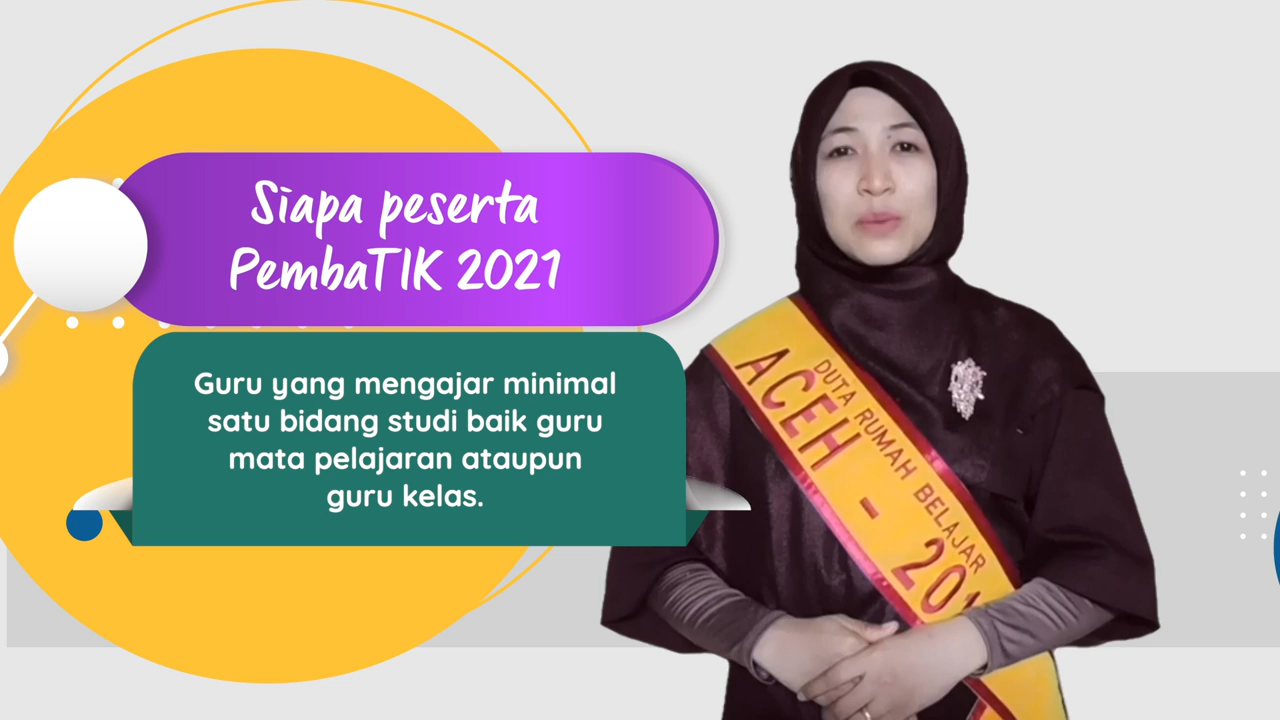 Siapa peserta
PembaTIK 2021
Guru yang mengajar minimal
satu bidang studi baik guru
mata pelajaran ataupun
guru kelas.
DUTA RUMAH BELAJAR
ACEH - 201